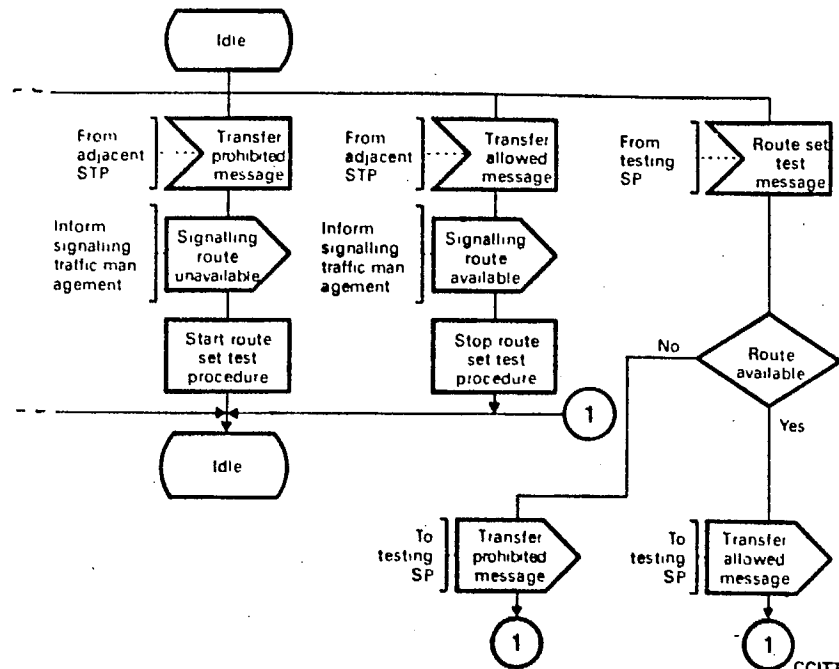 Idle
From
adjacent
STP
Transfer
prohibited
message
From
adjacent
STP
Transfer
allowed
message
From
testing
SP
Route set
test
message
Inform
signalling
traffic man
agement
Signalling
route
unavailable
Inform
signalling
traffic man
agement
Signalling
route
available
Start route
set test
procedure
Stop route
set test
procedure
No
Route
available
Yes
1
Idle
To
testing
SP
Transfer
prohibited
message
To
testing
SP
Transfer
allowed
message
1
1